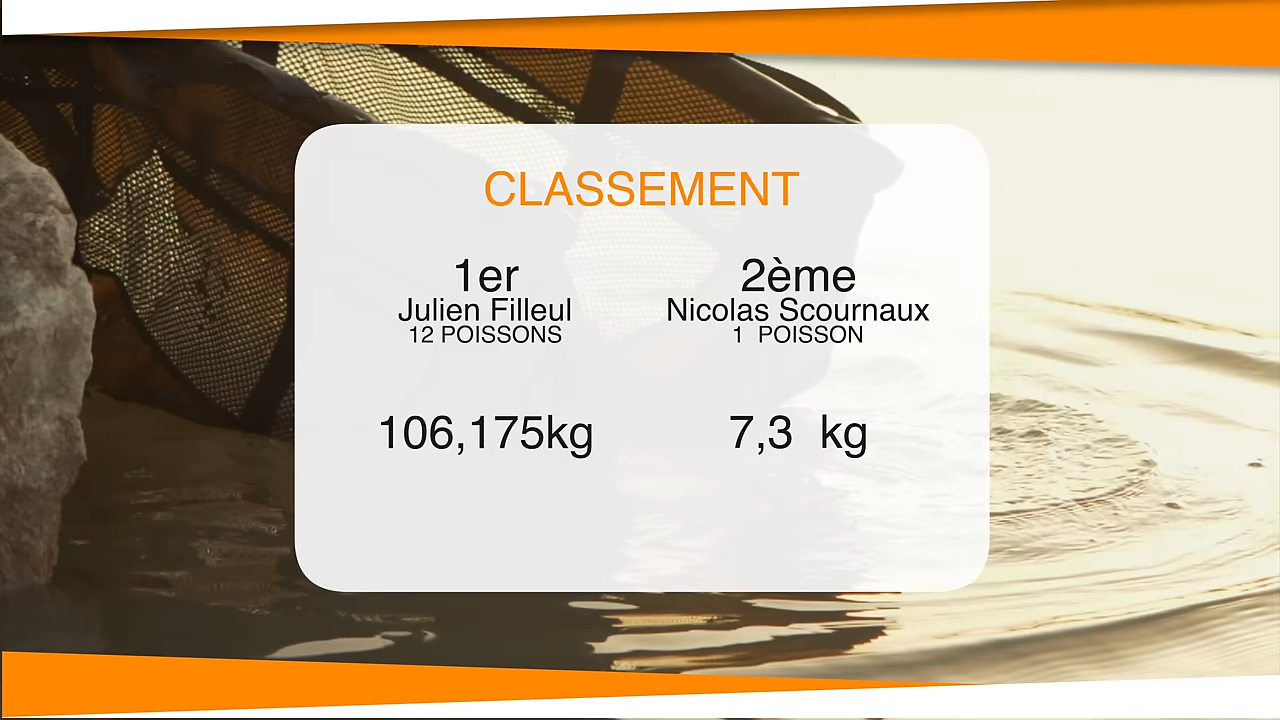 CLASSEMENT
1er
Julien Filleul
12 POISSONS
106,175kg
2ème
Nicolas Scournaux
1 POISSON
7,3 kg